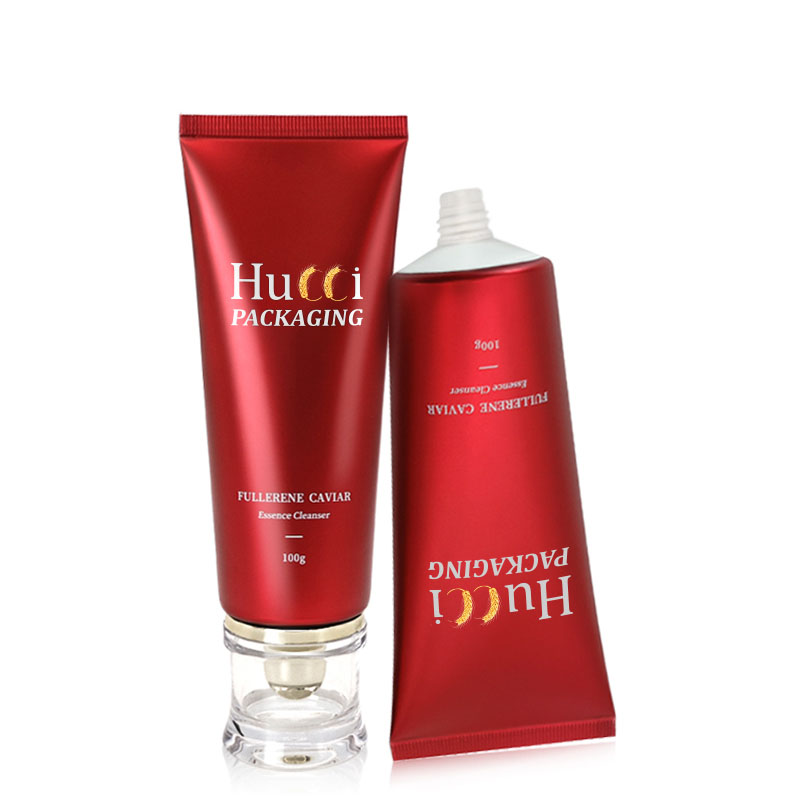 Hucci
PACKAGING
FULLERENE CAVIAR
Essence Cleanser
100g
100g
Essence Cleanser
FULLERENE CAVIAR
PACKAGING
Hucci